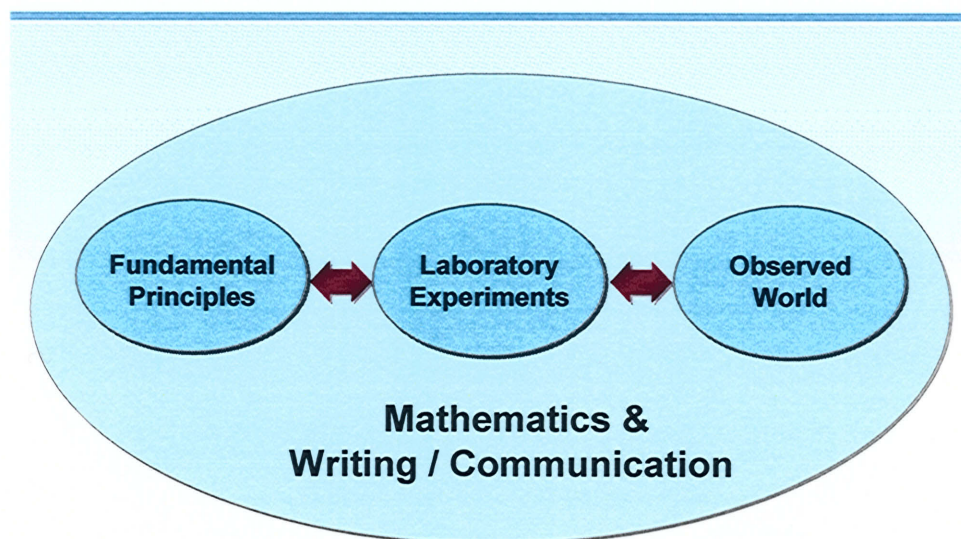 Fundamental
Principles
Laboratory
Experiments
Observed
World
Mathematics &
Writing / Communication